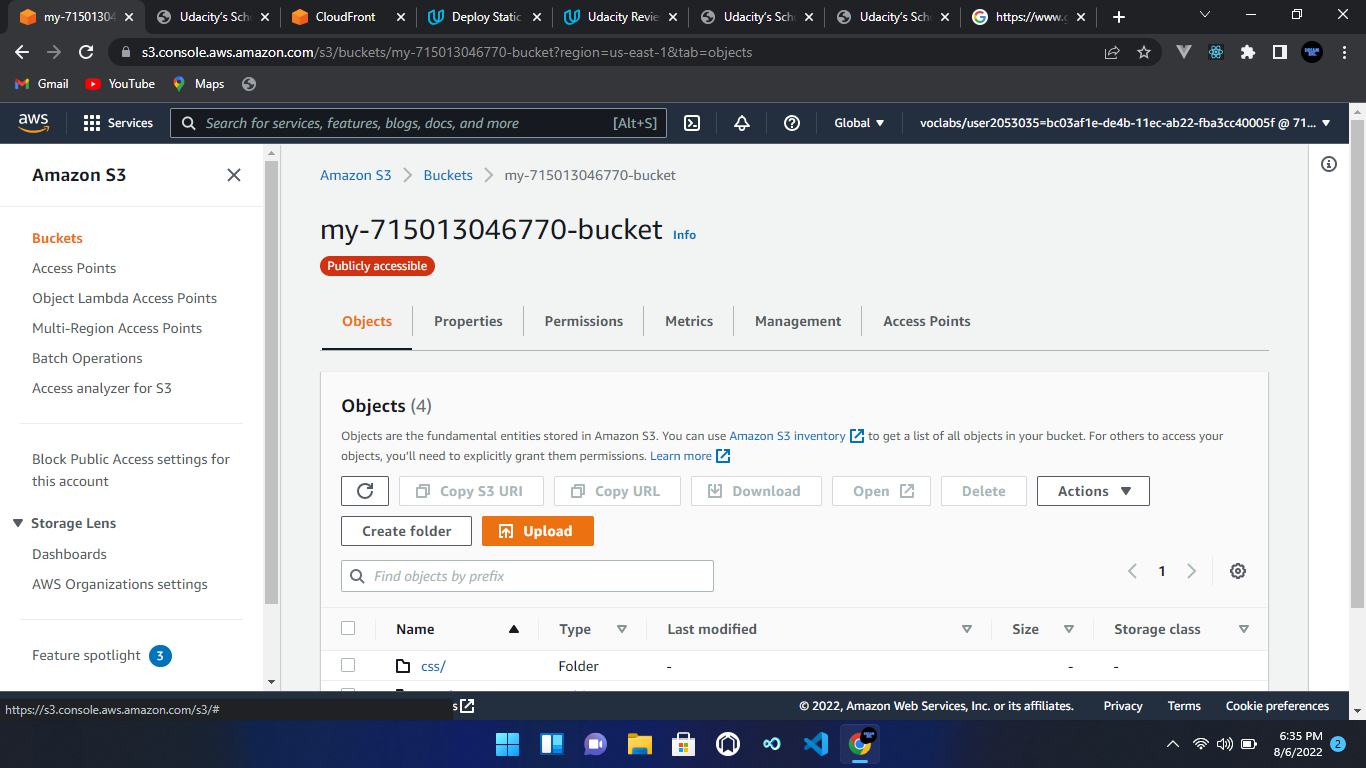 my-7150130
Udacity's Sch
CloudFront
Deploy Static
Udacity Revie
Udacity's Sch
Udacity's Sch
https://www.g
s3.console.aws.amazon.com/s3/buckets/my-715013046770-bucket?region=us-east-1&tab=objects
Gmail
YouTube
Maps
aws
Services
Search for services, features, blogs, docs, and more
[Alt+S]
Global
voclabs/user2053035=bc03af1e-de4b-11ec-ab22-fba3cc40005f @ 71...
Amazon S3
Buckets
Access Points
Object Lambda Access Points
Multi-Region Access Points
Batch Operations
Access analyzer for S3
Block Public Access settings for
this account
Storage Lens
Dashboards
AWS Organizations settings
Feature spotlight 3
Amazon S3 > Buckets > my-715013046770-bucket
my-715013046770-bucket Info
Publicly accessible
Objects
Properties
Permissions
Metrics
Management
Access Points
Objects (4)
Objects are the fundamental entities stored in Amazon S3. You can use Amazon S3 inventory to get a list of all objects in your bucket. For others to access your
objects, you'll need to explicitly grant them permissions. Learn more
Copy S3 URI
Copy URL
Download
Open
Delete
Actions
Create folder
Upload
Find objects by prefix
1
Name
Type
Last modified
Size
Storage class
css/
Folder
-
-
-
https://s3.console.aws.amazon.com/s3/#
s
© 2022, Amazon Web Services, Inc. or its affiliates.
Privacy
Terms
Cookie preferences
6:35 PM
8/6/2022
2